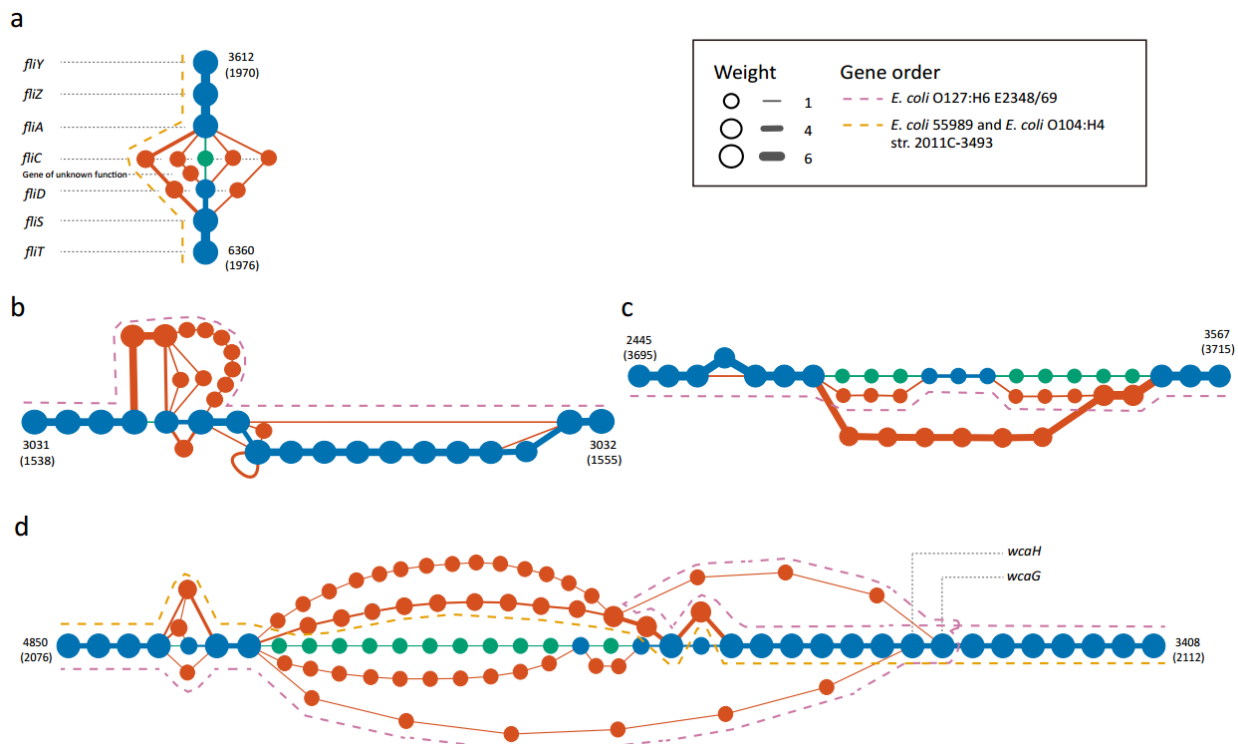 a
fliY
fliZ
fliA
fliC
Gene of unknown function
fliD
fliS
fliT
3612
(1970)
6360
(1976)
Weight
1
4
6
Gene order
E. coli O127:H6 E2348/69
E. coli 55989 and E. coli O104:H4
str. 2011C-3493
b
3031
(1538)
3032
(1555)
c
2445
(3695)
3567
(3715)
d
wcaH
wcaG
4850
(2076)
3408
(2112)